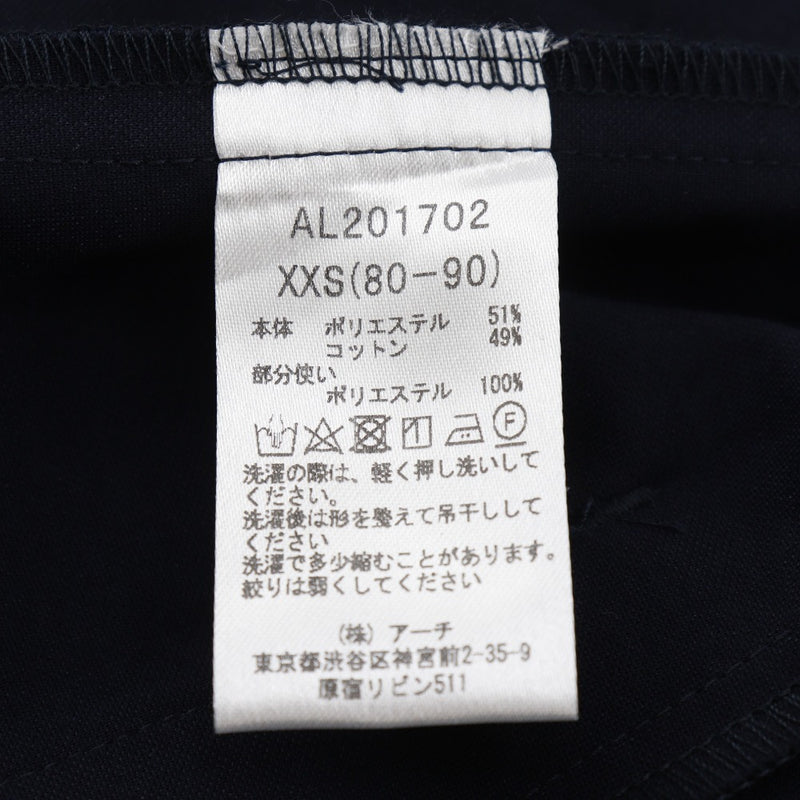 AL201702
XXS(80-90)
本体 ポリエステル 51%
コットン 49%
部分使い
ポリエステル 100%
F
洗濯の際は、軽く押し洗いして
ください。
洗濯後は形を整えて吊干しして
ください
洗濯で多少縮むことがあります。
絞りは弱くしてください
(株) アーチ
東京都渋谷区神宮前2-35-9
原宿リビン511